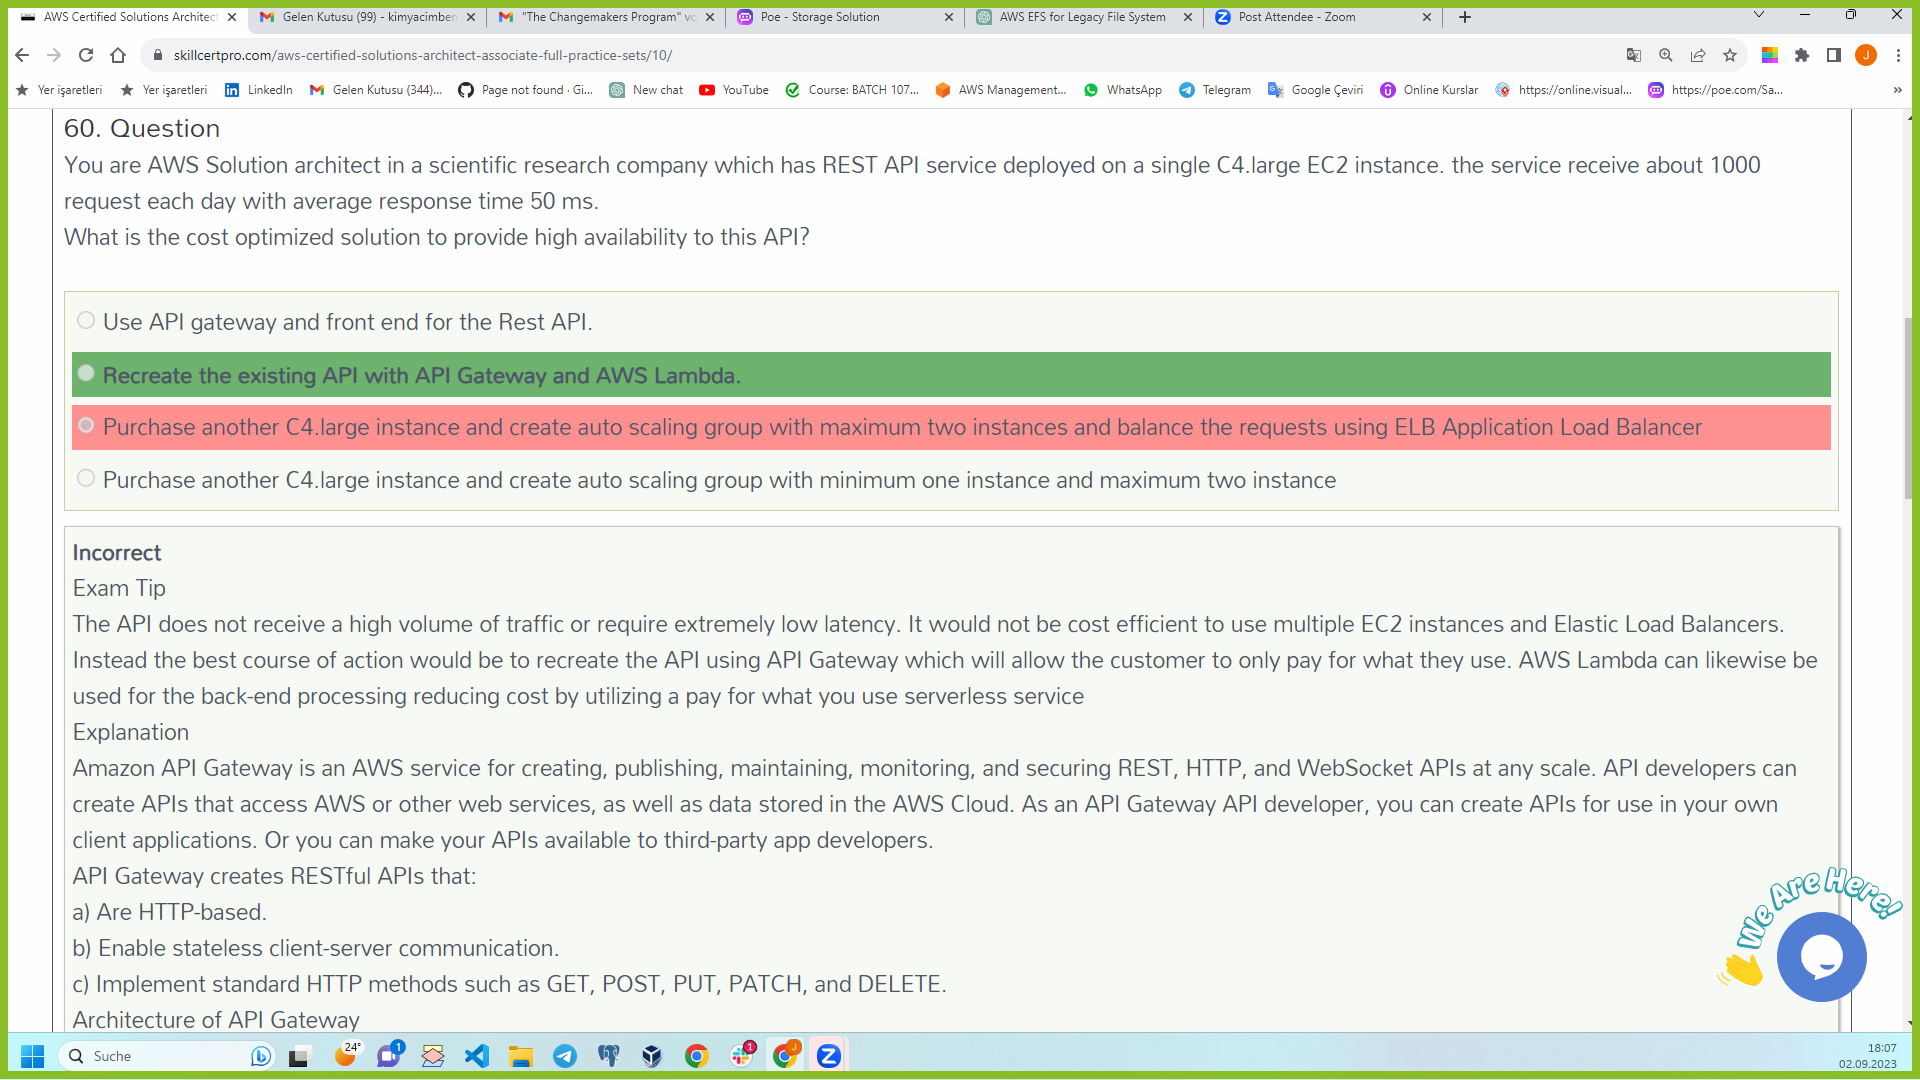 AWS Certified Solutions Architect
Gelen Kutusu (99) - kimyacimben
"The Changemakers Program" vo
Poe - Storage Solution
AWS EFS for Legacy File System
Post Attendee - Zoom
skillcertpro.com/aws-certified-solutions-architect-associate-full-practice-sets/10/
J
Yer işaretleri
Yer işaretleri
LinkedIn
Gelen Kutusu (344)...
Page not found · Gi...
New chat
YouTube
Course: BATCH 107...
AWS Management...
WhatsApp
Telegram
Google Çeviri
Online Kurslar
https://online.visual...
https://poe.com/Sa...
»
60. Question
You are AWS Solution architect in a scientific research company which has REST API service deployed on a single C4.large EC2 instance. the service receive about 1000
request each day with average response time 50 ms.
What is the cost optimized solution to provide high availability to this API?
Use API gateway and front end for the Rest API.
Recreate the existing API with API Gateway and AWS Lambda.
Purchase another C4.large instance and create auto scaling group with maximum two instances and balance the requests using ELB Application Load Balancer
Purchase another C4.large instance and create auto scaling group with minimum one instance and maximum two instance
Incorrect
Exam Tip
The API does not receive a high volume of traffic or require extremely low latency. It would not be cost efficient to use multiple EC2 instances and Elastic Load Balancers.
Instead the best course of action would be to recreate the API using API Gateway which will allow the customer to only pay for what they use. AWS Lambda can likewise be
used for the back-end processing reducing cost by utilizing a pay for what you use serverless service
Explanation
Amazon API Gateway is an AWS service for creating, publishing, maintaining, monitoring, and securing REST, HTTP, and WebSocket APIs at any scale. API developers can
create APIs that access AWS or other web services, as well as data stored in the AWS Cloud. As an API Gateway API developer, you can create APIs for use in your own
client applications. Or you can make your APIs available to third-party app developers.
API Gateway creates RESTful APIs that:
a) Are HTTP-based.
b) Enable stateless client-server communication.
c) Implement standard HTTP methods such as GET, POST, PUT, PATCH, and DELETE.
Architecture of API Gateway
We Are Here!
Suche
24°
1
1
J
18:07
02.09.2023